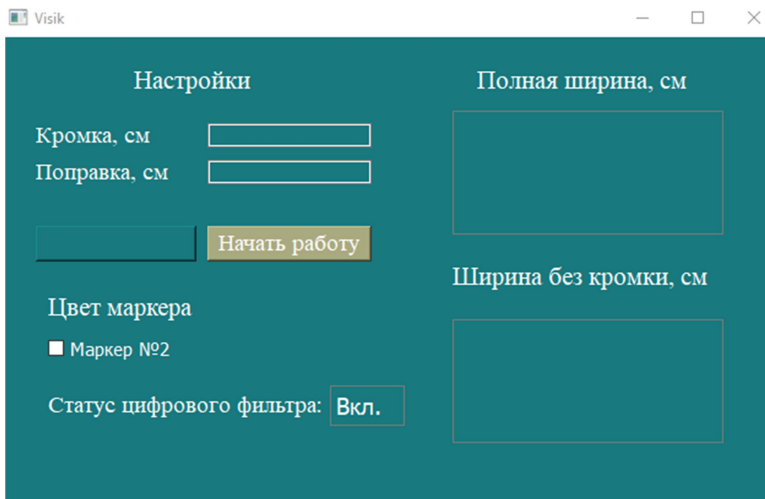 Visik
Настройки
Кромка, см
Поправка, см
Начать работу
Цвет маркера
Маркер №2
Статус цифрового фильтра: Вкл.
Полная ширина, см
Ширина без кромки, см